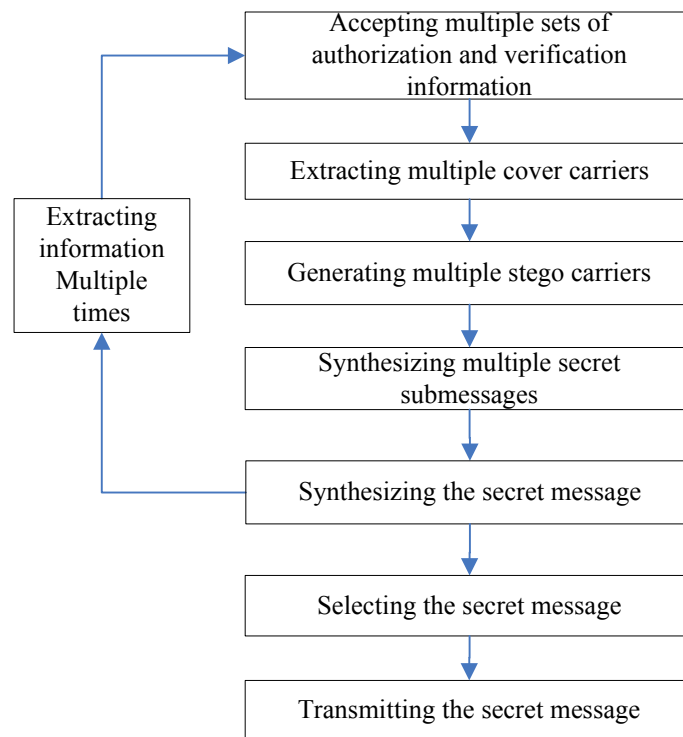 Accepting multiple sets of
authorization and verification
information
Extracting multiple cover carriers
Extracting
information
Multiple
times
Generating multiple stego carriers
Synthesizing multiple secret
submessages
Synthesizing the secret message
Selecting the secret message
Transmitting the secret message